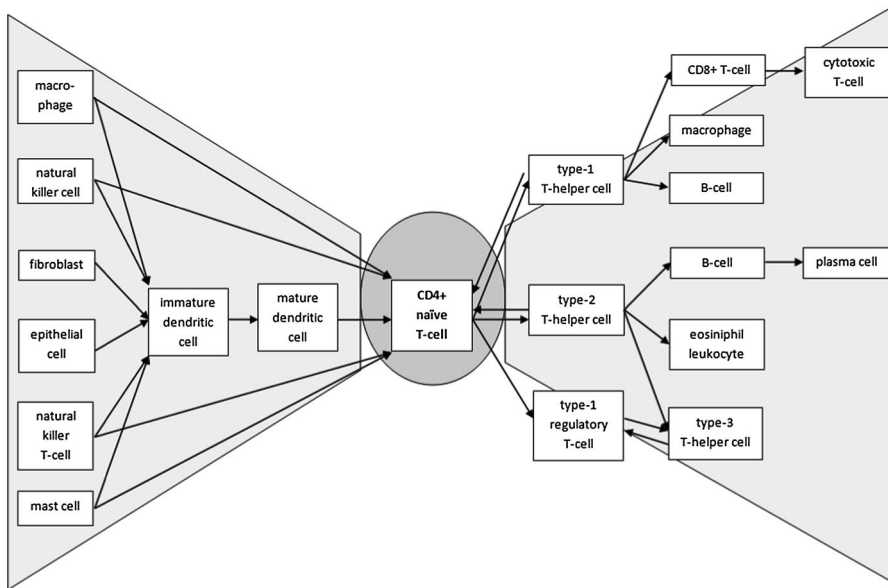 macro-
phage
natural
killer cell
fibroblast
epithelial
cell
natural
killer
T-cell
mast cell
immature
dendritic
cell
mature
dendritic
cell
CD4+
naïve
T-cell
type-1
T-helper cell
type-2
T-helper cell
type-1
regulatory
T-cell
CD8+ T-cell
macrophage
B-cell
B-cell
eosiniphil
leukocyte
type-3
T-helper cell
cytotoxic
T-cell
plasma cell